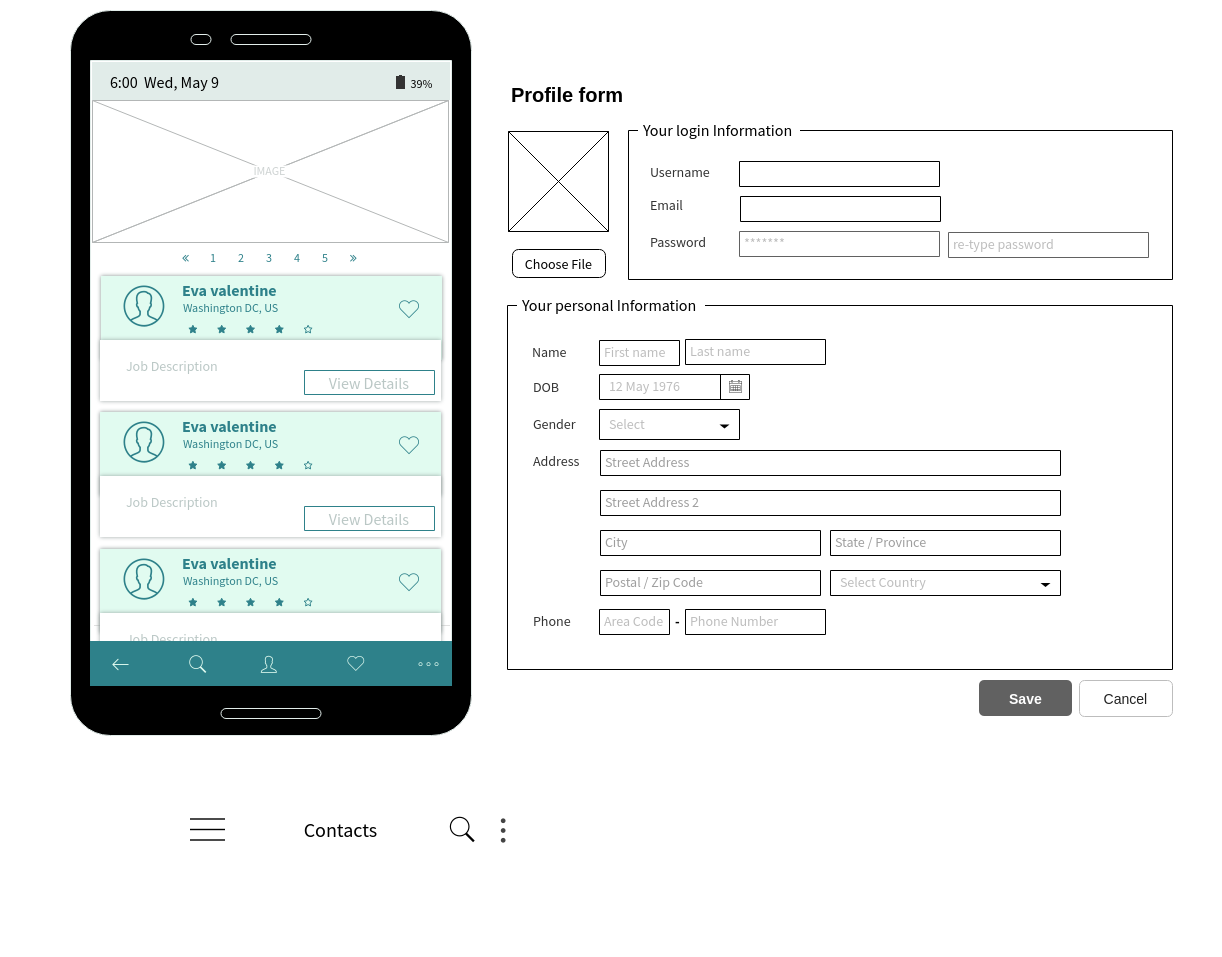 6:00 Wed, May 9
39%
IMAGE
« 1 2 3 4 5 »
Eva valentine
Washington DC, US
Job Description
View Details
Eva valentine
Washington DC, US
Job Description
View Details
Eva valentine
Washington DC, US
Job Description
Profile form
Choose File
Your login Information
Username
Email
Password ******* re-type password
Your personal Information
Name First name Last name
DOB 12 May 1976
Gender Select
Address Street Address
Street Address 2
City State / Province
Postal / Zip Code Select Country
Phone Area Code - Phone Number
Save Cancel
Contacts